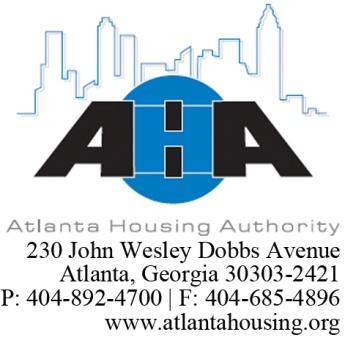 AHA
Atlanta Housing Authority
230 John Wesley Dobbs Avenue
Atlanta, Georgia 30303-2421
P: 404-892-4700 | F: 404-685-4896
www.atlantahousing.org